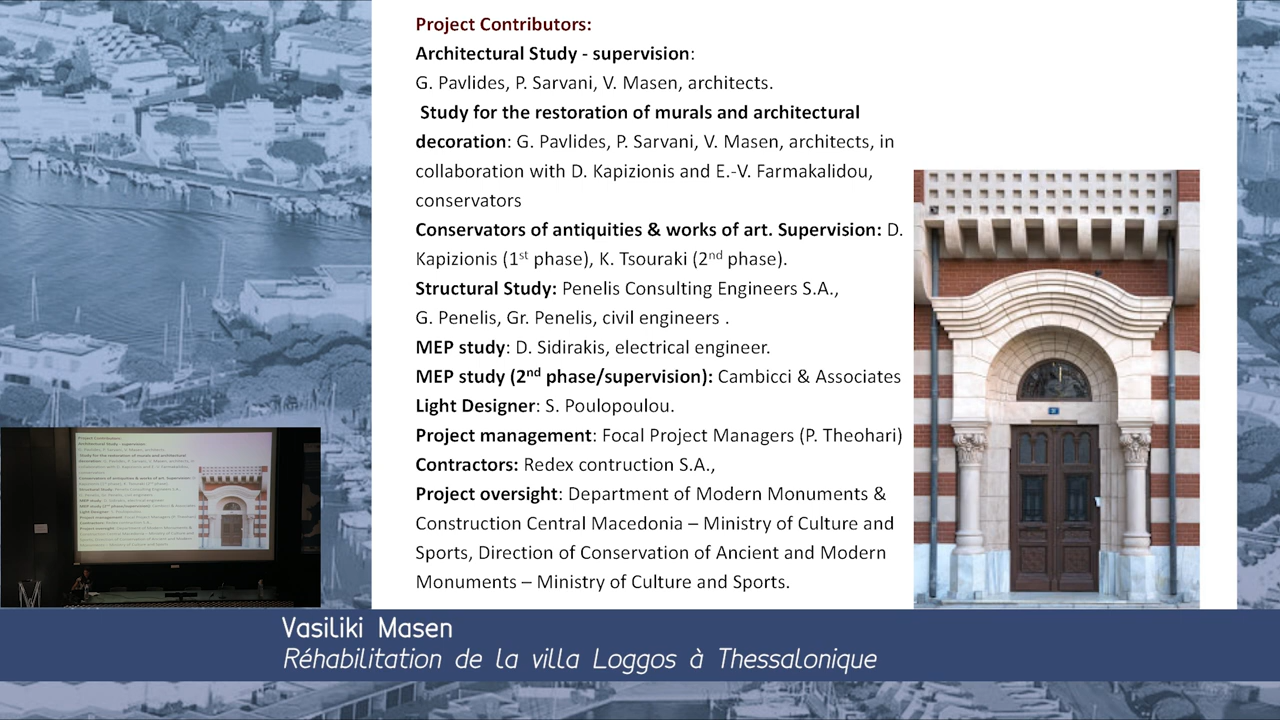 Project Contributors:
Architectural Study - supervision:
G. Pavlides, P. Sarvani, V. Masen, architects.
Study for the restoration of murals and architectural
decoration: G. Pavlides, P. Sarvani, V. Masen, architects, in
collaboration with D. Kapizionis and E.-V. Farmakalidou,
conservators
Conservators of antiquities & works of art. Supervision: D.
Kapizionis (1st phase), K. Tsouraki (2nd phase).
Structural Study: Penelis Consulting Engineers S.A.,
G. Penelis, Gr. Penelis, civil engineers .
MEP study: D. Sidirakis, electrical engineer.
MEP study (2nd phase/supervision): Cambicci & Associates
Light Designer: S. Poulopoulou.
Project management: Focal Project Managers (P. Theohari)
Contractors: Redex contruction S.A.,
Project oversight: Department of Modern Monuments &
Construction Central Macedonia – Ministry of Culture and
Sports, Direction of Conservation of Ancient and Modern
Monuments – Ministry of Culture and Sports.
Vasiliki Masen
Réhabilitation de la villa Loggos à Thessalonique